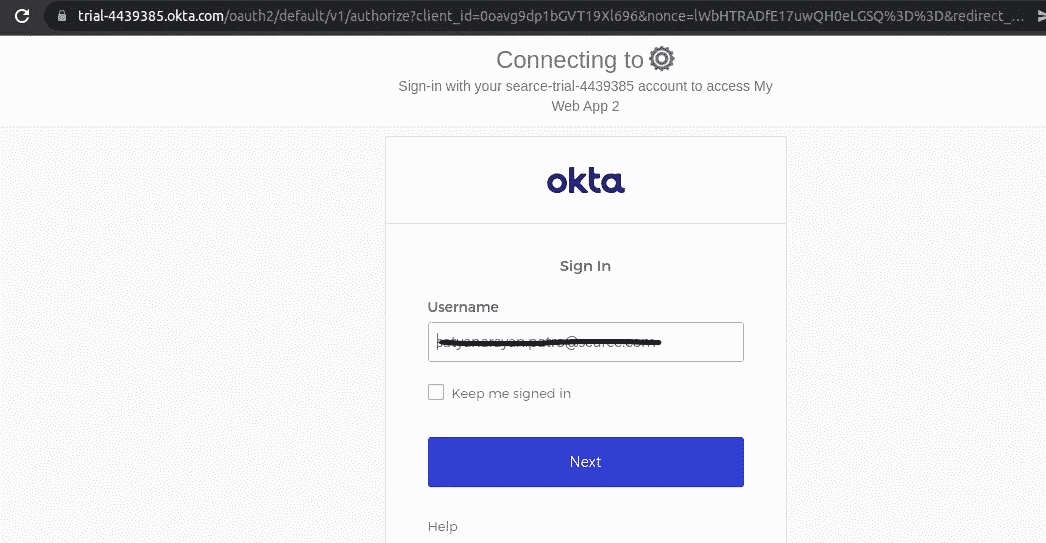 trial-4439385.okta.com/oauth2/default/v1/authorize?client_id=0oavg9dp1bGVT19Xl696&nonce=lWbHTRADfE17uwQH0eLGSQ%3D%3D&redirect_...
Connecting to
Sign-in with your searce-trial-4439385 account to access My
Web App 2
okta
Sign In
Username
Keep me signed in
Next
Help